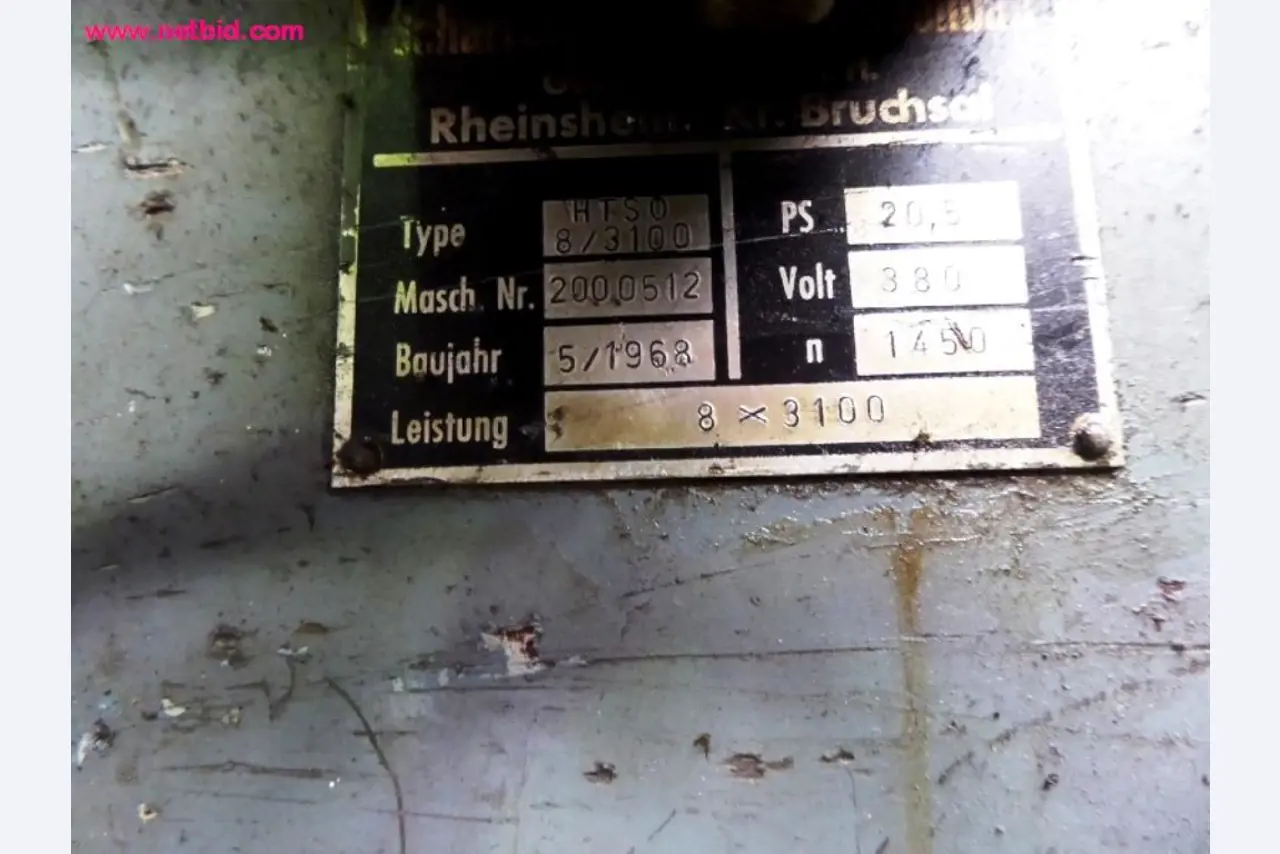 www.netbid.com
Kr. Bruchsal
Type HTSO
8/3100
PS 20,5
Masch. Nr. 2000512
Volt 380
Baujahr 5/1968
n 1450
Leistung 8 × 3100